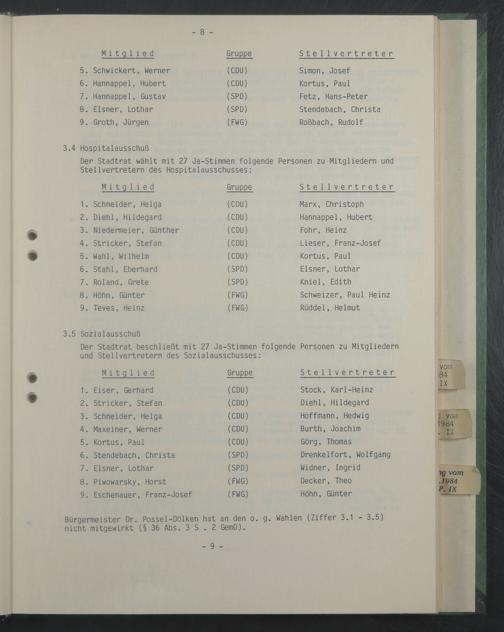 - 8 -
Mitglied Gruppe Stellvertreter
5. Schwickert, Werner (CDU) Simon, Josef
6. Hannappel, Hubert (CDU) Kortus, Paul
7. Hannappel, Gustav (SPD) Fetz, Hans-Peter
8. Elsner, Lothar (SPD) Stendebach, Christa
9. Groth, Jürgen (FWG) Roßbach, Rudolf
3.4 Hospitalausschuß
Der Stadtrat wählt mit 27 Ja-Stimmen folgende Personen zu Mitgliedern und
Stellvertretern des Hospitalausschusses:
Mitglied Gruppe Stellvertreter
1. Schneider, Helga (CDU) Marx, Christoph
2. Diehl, Hildegard (CDU) Hannappel, Hubert
3. Niedermeier, Günther (CDU) Fohr, Heinz
4. Stricker, Stefan (CDU) Lieser, Franz-Josef
5. Wahl, Wilhelm (CDU) Kortus, Paul
6. Stahl, Eberhard (SPD) Elsner, Lothar
7. Roland, Grete (SPD) Kniel, Edith
8. Höhn, Günter (FWG) Schweizer, Paul Heinz
9. Teves, Heinz (FWG) Rüddel, Helmut
3.5 Sozialausschuß
Der Stadtrat beschließt mit 27 Ja-Stimmen folgende Personen zu Mitgliedern
und Stellvertretern des Sozialausschusses:
Mitglied Gruppe Stellvertreter
1. Eiser, Gerhard (CDU) Stock, Karl-Heinz
2. Stricker, Stefan (CDU) Diehl, Hildegard
3. Schneider, Helga (CDU) Hoffmann, Hedwig
4. Maxeiner, Werner (CDU) Burth, Joachim
5. Kortus, Paul (CDU) Görg, Thomas
6. Stendebach, Christa (SPD) Drenkelfort, Wolfgang
7. Elsner, Lothar (SPD) Widner, Ingrid
8. Piwowarsky, Horst (FWG) Decker, Theo
9. Eschenauer, Franz-Josef (FWG) Höhn, Günter
Bürgermeister Dr. Possel-Dölken hat an den o. g. Wahlen (Ziffer 3.1 - 3.5)
nicht mitgewirkt (§ 36 Abs. 3 S . 2 GemO).
- 9 -
vom
84
IX
vom
1984
. IX
ng vom
.1984
P. IX